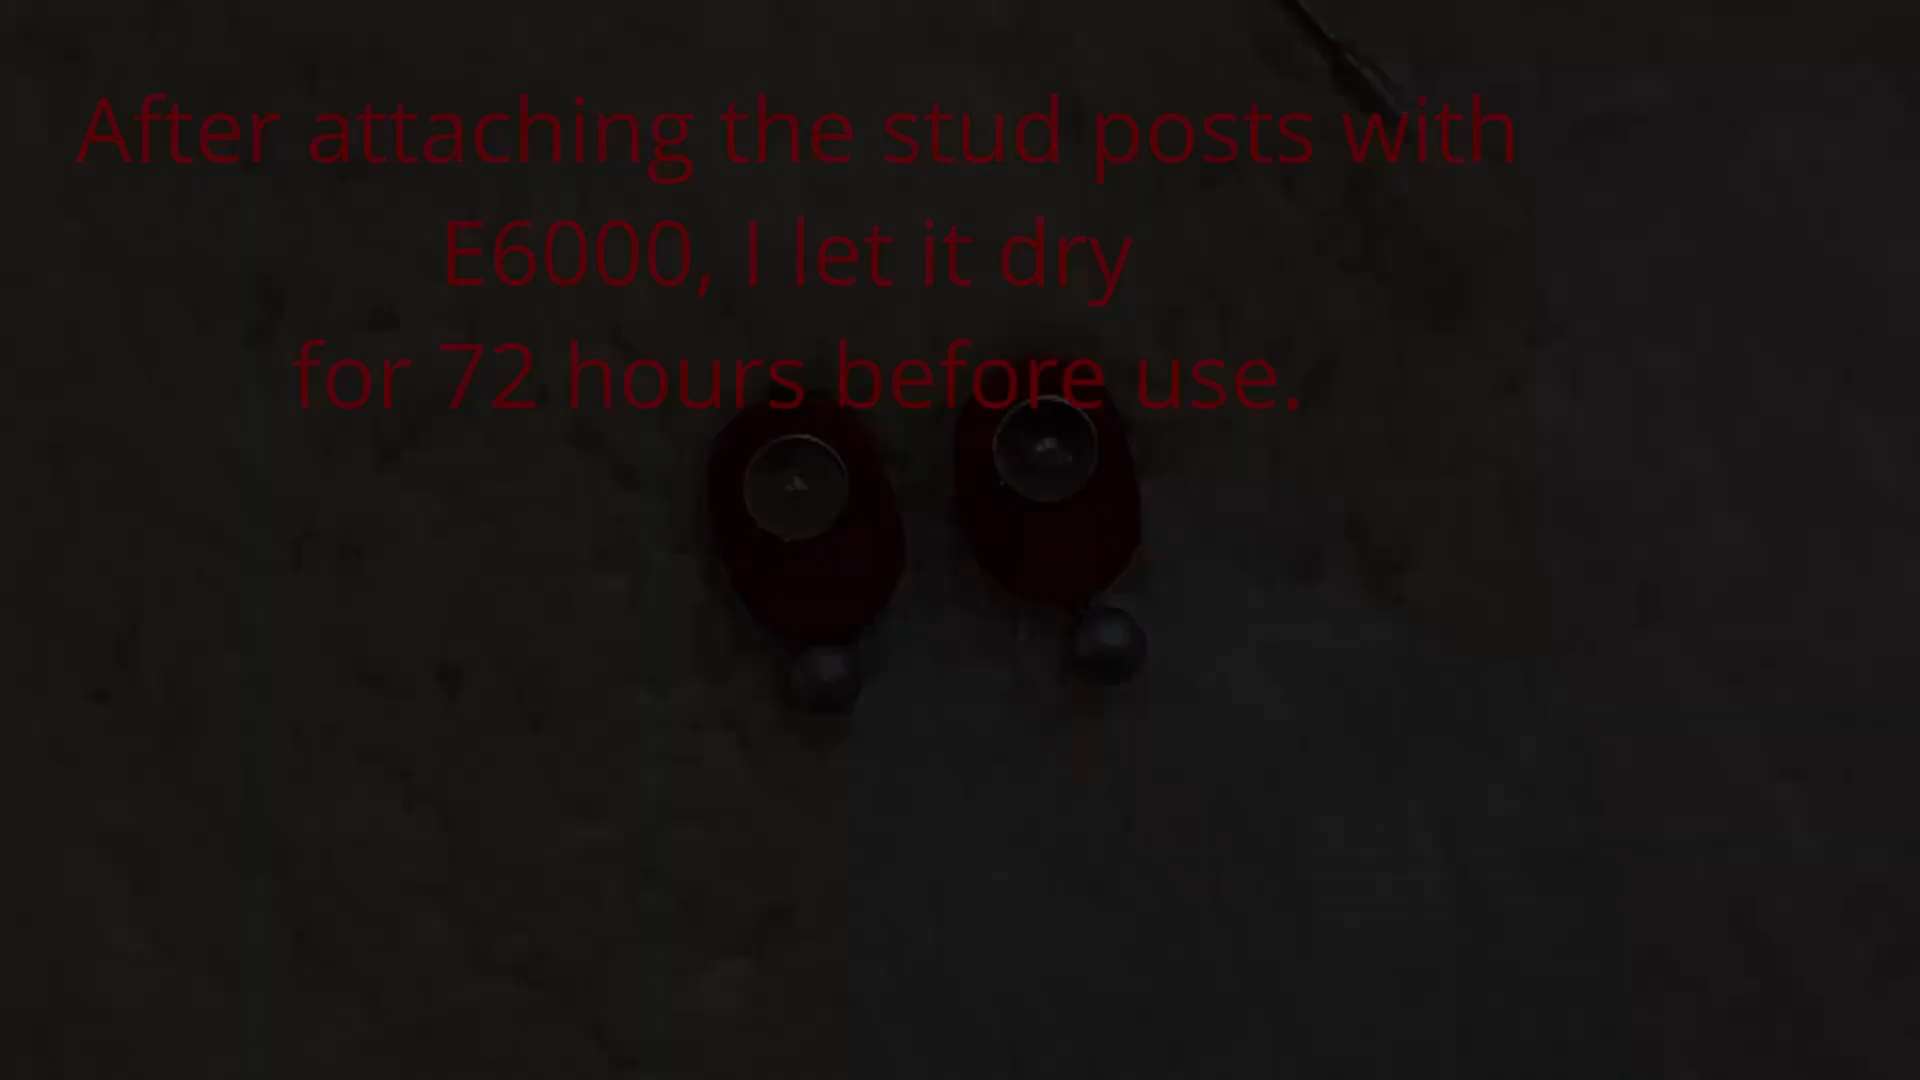 After attaching the stud posts with
E6000, I let it dry
for 72 hours before use.